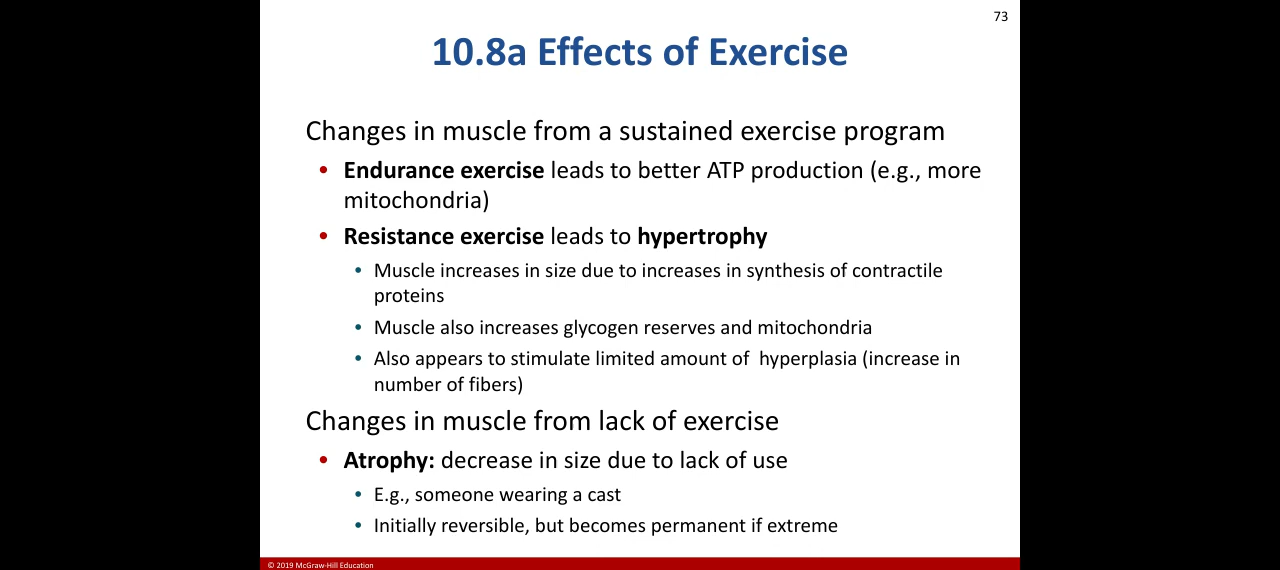 73
10.8a Effects of Exercise
Changes in muscle from a sustained exercise program
• Endurance exercise leads to better ATP production (e.g., more
mitochondria)
• Resistance exercise leads to hypertrophy
• Muscle increases in size due to increases in synthesis of contractile
proteins
• Muscle also increases glycogen reserves and mitochondria
• Also appears to stimulate limited amount of  hyperplasia (increase in
number of fibers)
Changes in muscle from lack of exercise
• Atrophy: decrease in size due to lack of use
• E.g., someone wearing a cast
• Initially reversible, but becomes permanent if extreme
© 2019 McGraw-Hill Education